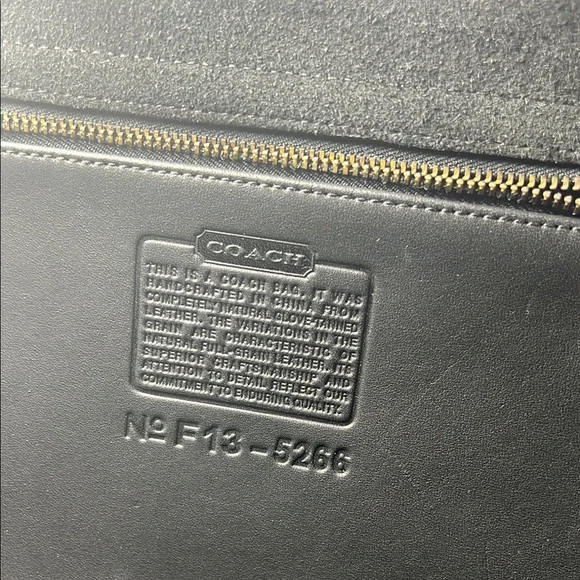 COACH
THIS IS A COACH BAG. IT WAS
HANDCRAFTED IN CHINA FROM
COMPLETELY NATURAL GLOVE-TANNED
LEATHER. THE VARIATIONS IN THE
GRAIN ARE CHARACTERISTIC OF
NATURAL FULL-GRAIN LEATHER. ITS
SUPERIOR CRAFTSMANSHIP AND
ATTENTION TO DETAIL REFLECT OUR
COMMITMENT TO ENDURING QUALITY.
Nº F13-5266